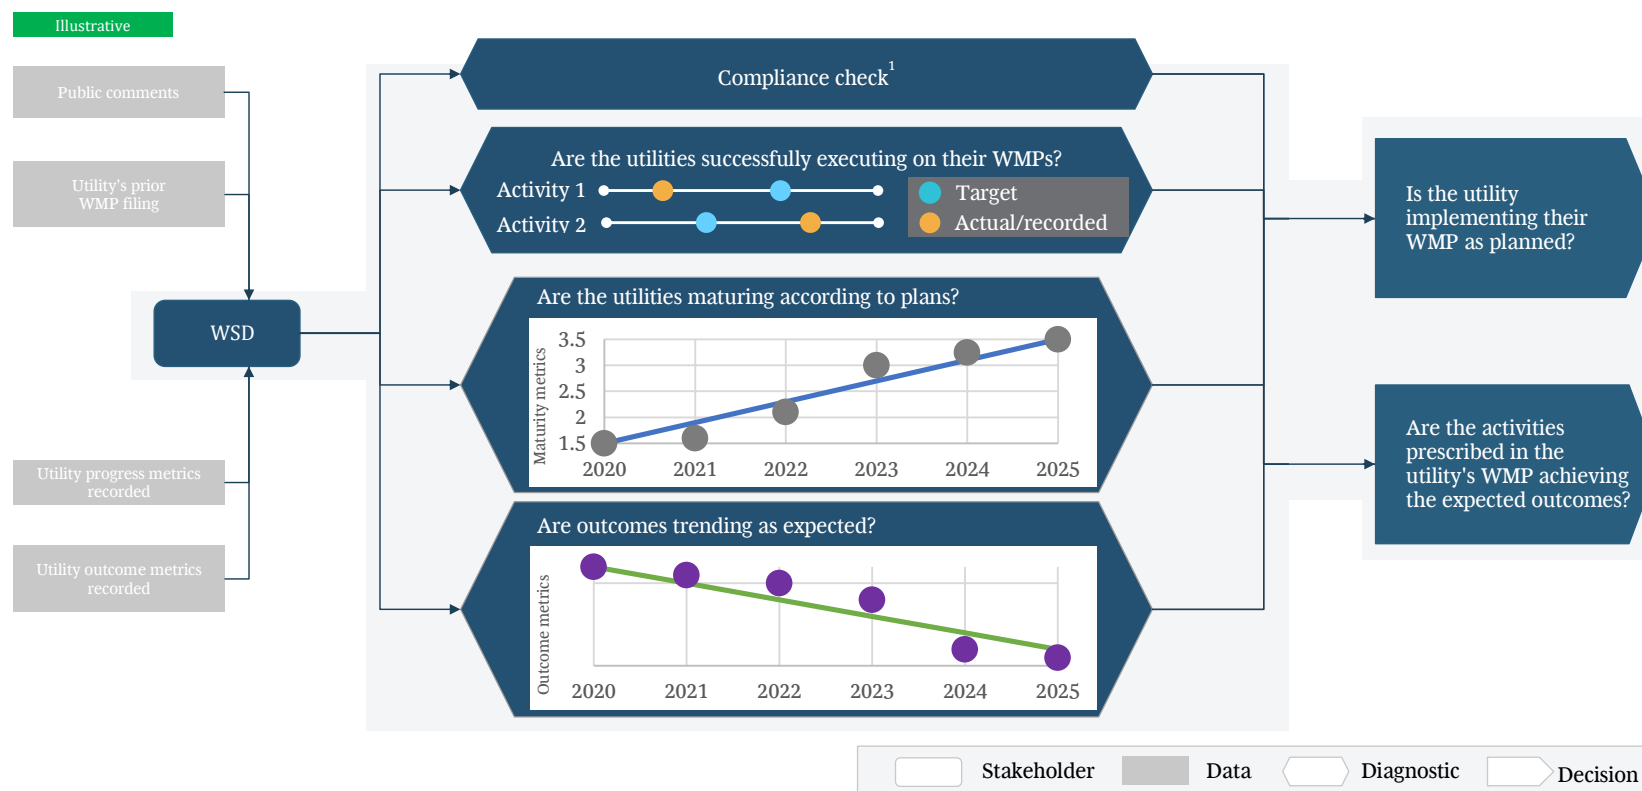 Illustrative
Public comments
Utility's prior
WMP filing
WSD
Utility progress metrics
recorded
Utility outcome metrics
recorded
Compliance check1
Are the utilities successfully executing on their WMPs?
Activity 1
Activity 2
Target
Actual/recorded
Are the utilities maturing according to plans?
Maturity metrics
3.5
3
2.5
2
1.5
2020 2021 2022 2023 2024 2025
Are outcomes trending as expected?
Outcome metrics
2020 2021 2022 2023 2024 2025
Is the utility
implementing their
WMP as planned?
Are the activities
prescribed in the
utility's WMP achieving
the expected outcomes?
Stakeholder Data Diagnostic Decision